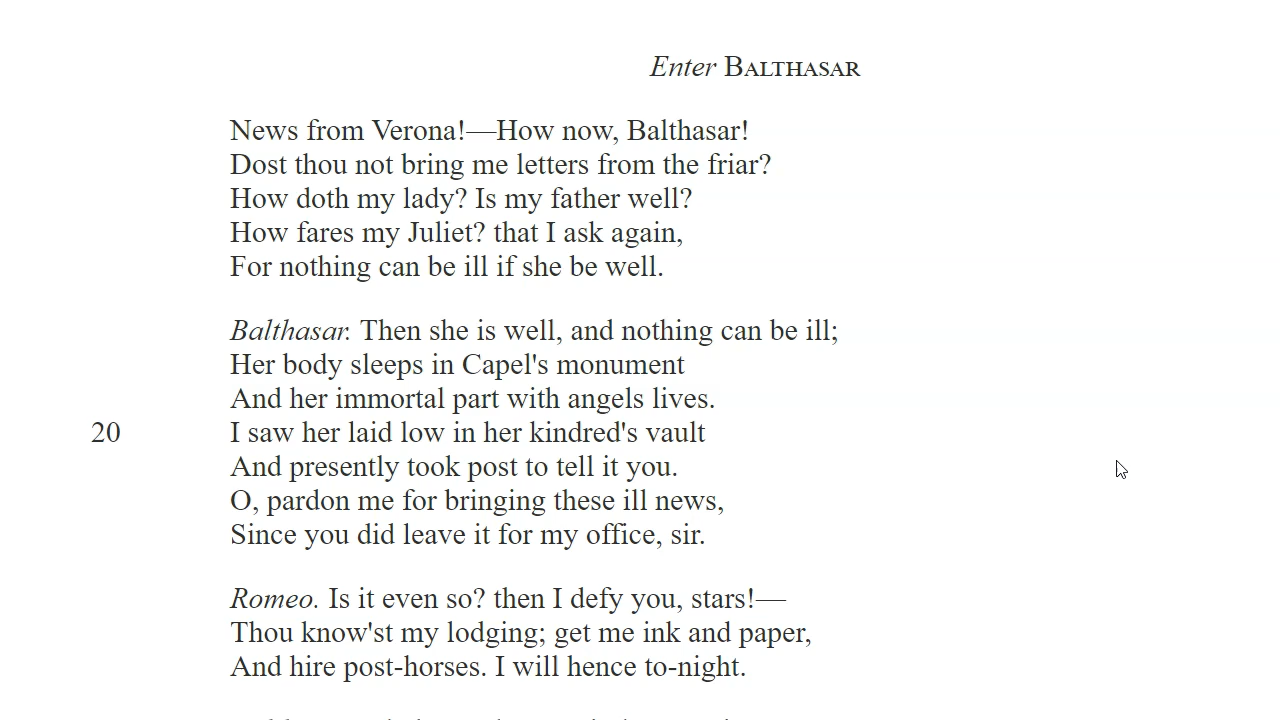 Enter BALTHASAR
News from Verona!—How now, Balthasar!
Dost thou not bring me letters from the friar?
How doth my lady? Is my father well?
How fares my Juliet? that I ask again,
For nothing can be ill if she be well.
Balthasar. Then she is well, and nothing can be ill;
Her body sleeps in Capel's monument
And her immortal part with angels lives.
20 I saw her laid low in her kindred's vault
And presently took post to tell it you.
O, pardon me for bringing these ill news,
Since you did leave it for my office, sir.
Romeo. Is it even so? then I defy you, stars!—
Thou know'st my lodging; get me ink and paper,
And hire post-horses. I will hence to-night.